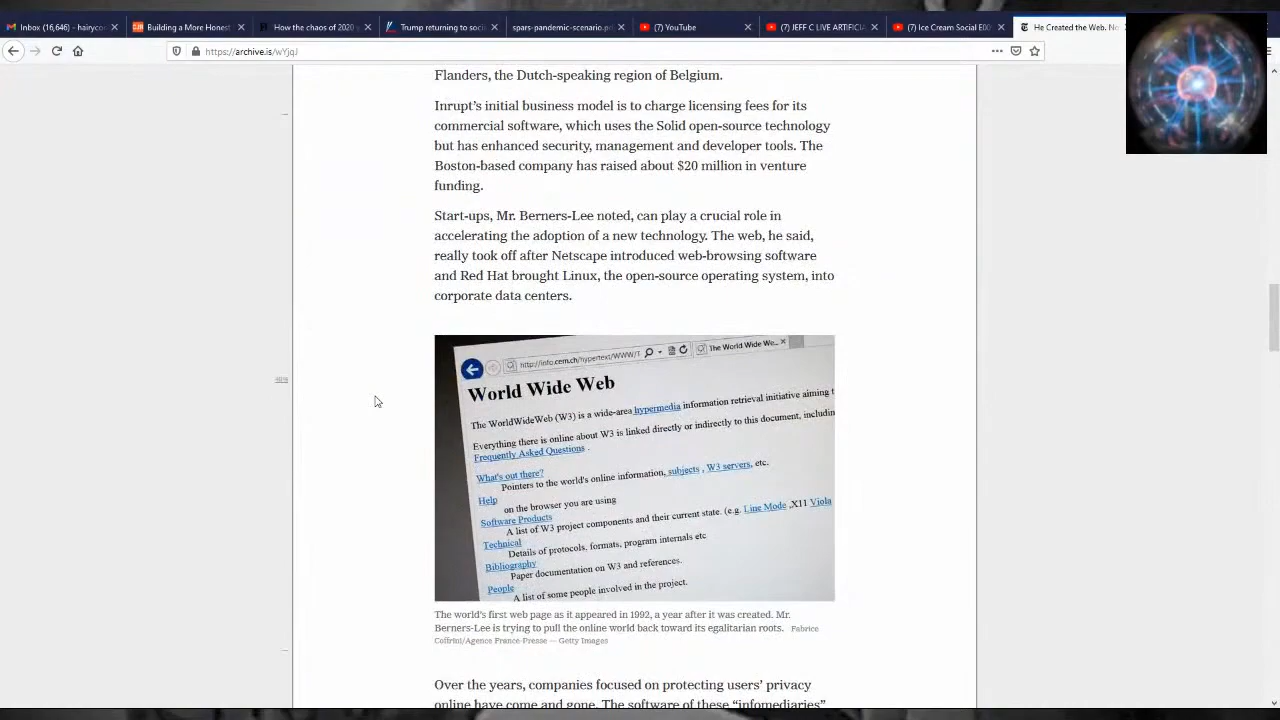 Inbox (16,646) - hairyco
Building a More Honest
How the chaos of 2020
Trump returning to soci
spars-pandemic-scenario.p
(7) YouTube
(7) JEFF C LIVE ARTIFICIA
(7) Ice Cream Social E00
He Created the Web. No
https://archive.is/wYjqJ
Flanders, the Dutch-speaking region of Belgium.
Inrupt's initial business model is to charge licensing fees for its
commercial software, which uses the Solid open-source technology
but has enhanced security, management and developer tools. The
Boston-based company has raised about $20 million in venture
funding.
Start-ups, Mr. Berners-Lee noted, can play a crucial role in
accelerating the adoption of a new technology. The web, he said,
really took off after Netscape introduced web-browsing software
and Red Hat brought Linux, the open-source operating system, into
corporate data centers.
http://info.cern.ch/hypertext/WWW/T
The World Wide We...
World Wide Web
The WorldWideWeb (W3) is a wide-area hypermedia information retrieval initiative aiming t
Everything there is online about W3 is linked directly or indirectly to this document, includin
Frequently Asked Questions .
What's out there?
Pointers to the world's online information, subjects , W3 servers, etc.
Help
on the browser you are using
Software Products
A list of W3 project components and their current state. (e.g. Line Mode ,X11 Viola
Technical
Details of protocols, formats, program internals etc
Bibliography
Paper documentation on W3 and references.
People
A list of some people involved in the project.
The world's first web page as it appeared in 1992, a year after it was created. Mr.
Berners-Lee is trying to pull the online world back toward its egalitarian roots. Fabrice
Coffrini/Agence France-Presse — Getty Images
Over the years, companies focused on protecting users' privacy
online have come and gone. The software of these "infomediaries"